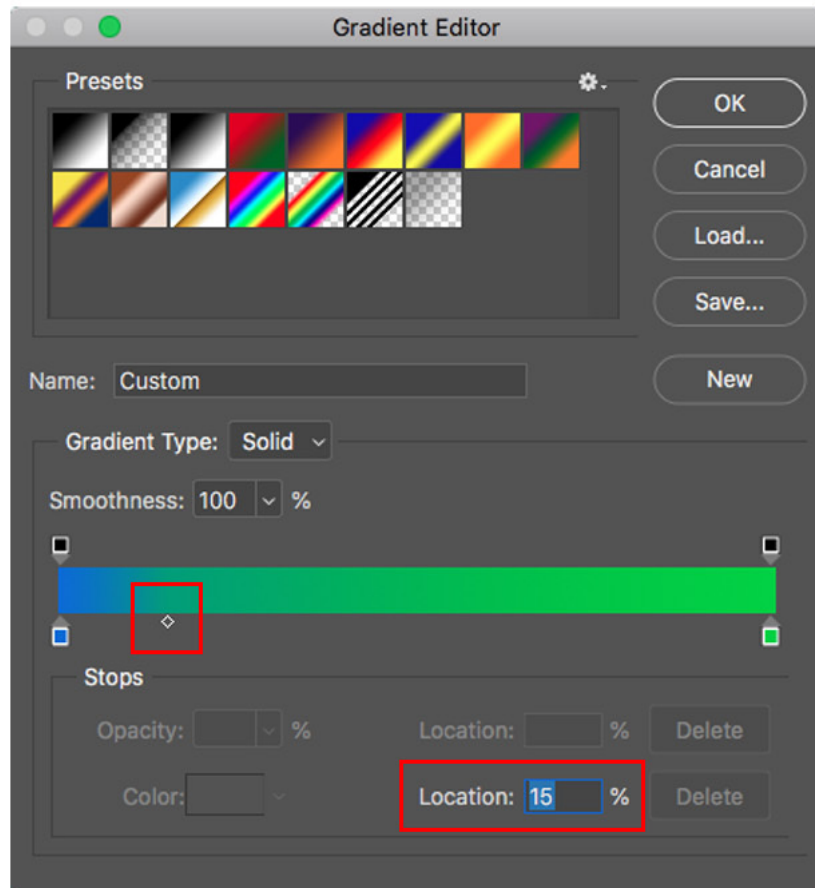 Gradient Editor
Presets
OK
Cancel
Load...
Save...
Name: Custom
New
Gradient Type: Solid
Smoothness: 100 %
Stops
Opacity: % Location: % Delete
Color: Location: 15 % Delete